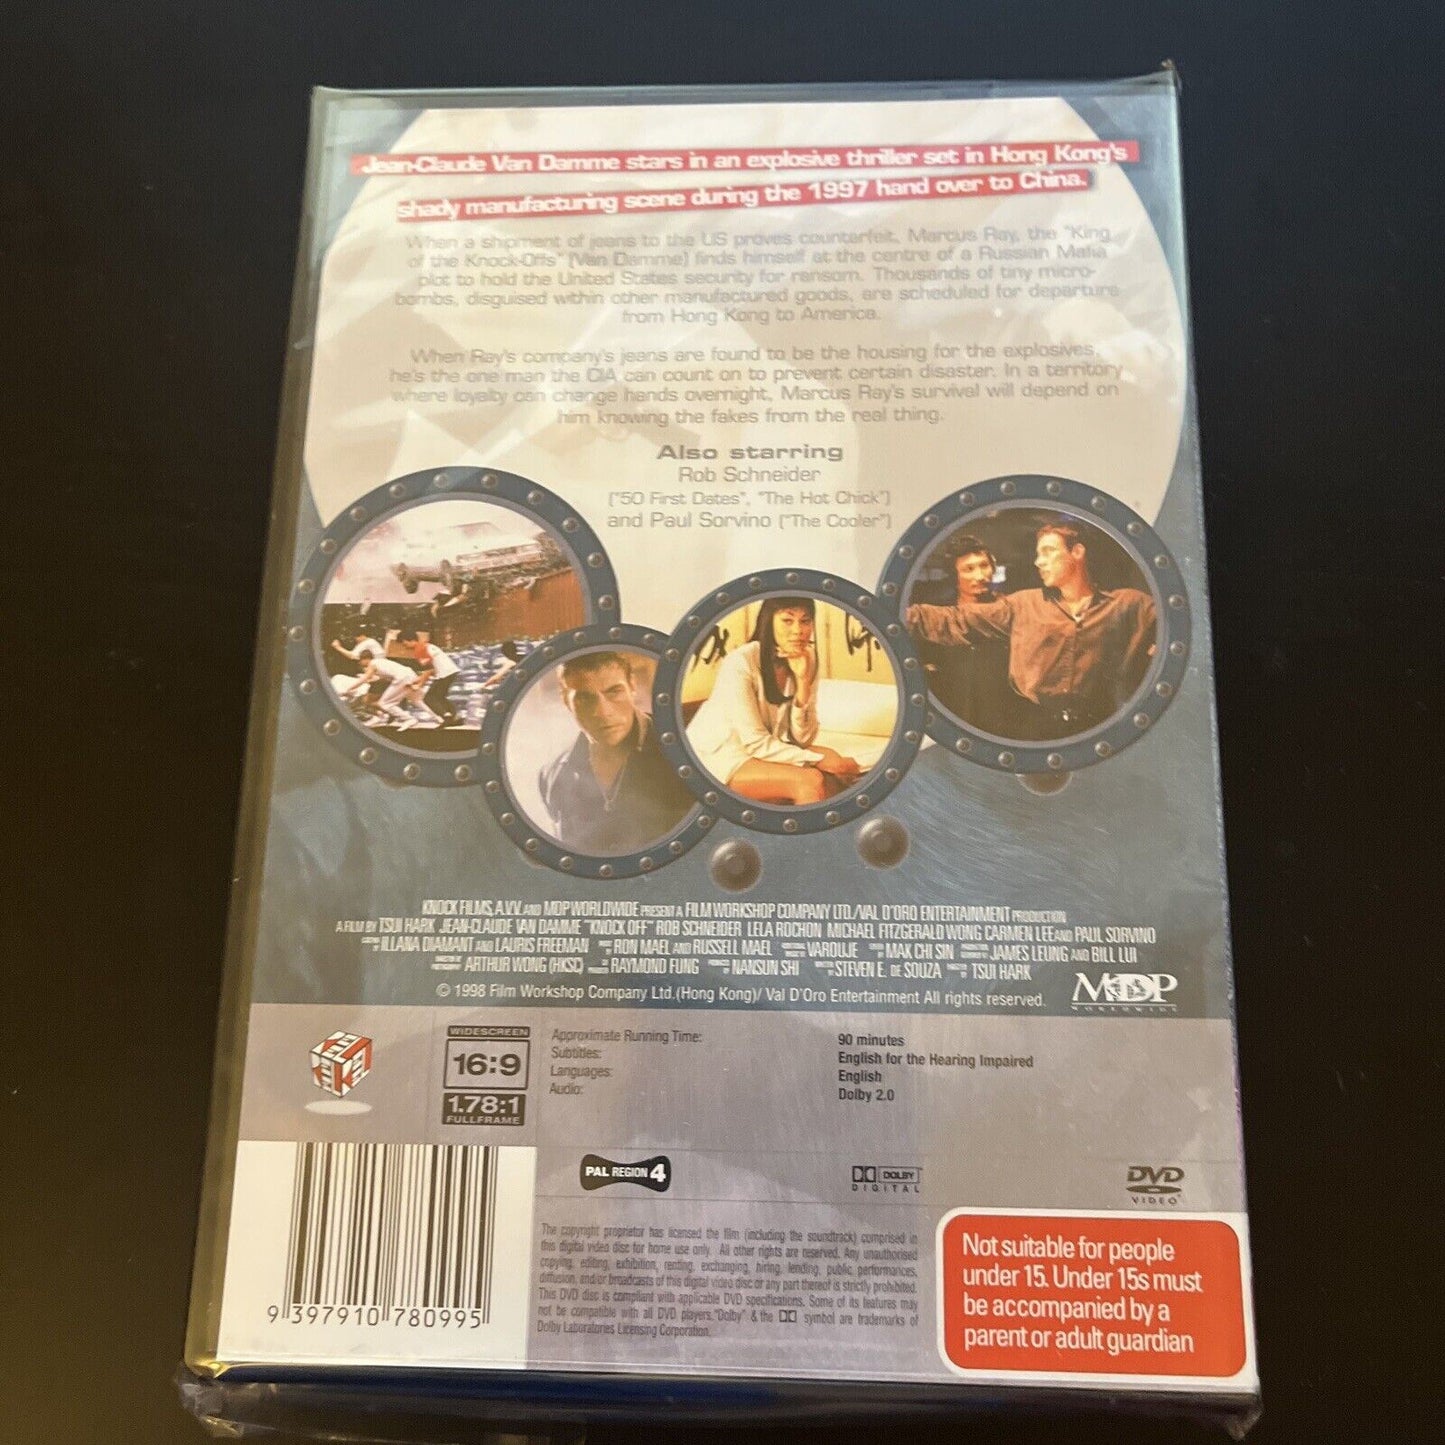 Jean-Claude Van Damme stars in an explosive thriller set in Hong Kong's
shady manufacturing scene during the 1997 hand over to China.
When a shipment of jeans to the US proves counterfeit, Marcus Ray, the "King
of the Knock-Offs" [Van Damme] finds himself at the centre of a Russian Mafia
plot to hold the United States security for ransom. Thousands of tiny micro-
bombs, disguised within other manufactured goods, are scheduled for departure
from Hong Kong to America.
When Ray's company's jeans are found to be the housing for the explosives,
he's the one man the CIA can count on to prevent certain disaster. In a territory
where loyalty can change hands overnight, Marcus Ray's survival will depend on
him knowing the fakes from the real thing.
Also starring
Rob Schneider
["50 First Dates", "The Hot Chick"]
and Paul Sorvino ["The Cooler"]
KNOCK FILMS, A.V.V. AND MDP WORLDWIDE PRESENT A FILM WORKSHOP COMPANY LTD./VAL D'ORO ENTERTAINMENT PRODUCTION
A FILM BY TSUI HARK JEAN-CLAUDE VAN DAMME "KNOCK OFF" ROB SCHNEIDER LELA ROCHON MICHAEL FITZGERALD WONG CARMEN LEE AND PAUL SORVINO
ILLANA DIAMANT AND LAURIS FREEMAN RON MAEL AND RUSSELL MAEL VAROUJE MAK CHI SIN JAMES LEUNG AND BILL LUI
ARTHUR WONG (HKSC) RAYMOND FUNG NANSUN SHI STEVEN E. DE SOUZA TSUI HARK
© 1998 Film Workshop Company Ltd.(Hong Kong)/ Val D'Oro Entertainment All rights reserved.
MDP
WORLDWIDE
WIDESCREEN
16:9
1.78:1
FULLFRAME
Approximate Running Time: 90 minutes
Subtitles: English for the Hearing Impaired
Languages: English
Audio: Dolby 2.0
PAL REGION 4
DOLBY
DIGITAL
DVD
VIDEO
The copyright proprietor has licensed the film (including the soundtrack) comprised in
this digital video disc for home use only. All other rights are reserved. Any unauthorised
copying, editing, exhibition, renting, exchanging, hiring, lending, public performances,
diffusion, and/or broadcasts of this digital video disc or any part thereof is strictly prohibited.
This DVD disc is compliant with applicable DVD specifications. Some of its features may
not be compatible with all DVD players. "Dolby" & the symbol are trademarks of
Dolby Laboratories Licensing Corporation.
9 397910 780995
Not suitable for people
under 15. Under 15s must
be accompanied by a
parent or adult guardian